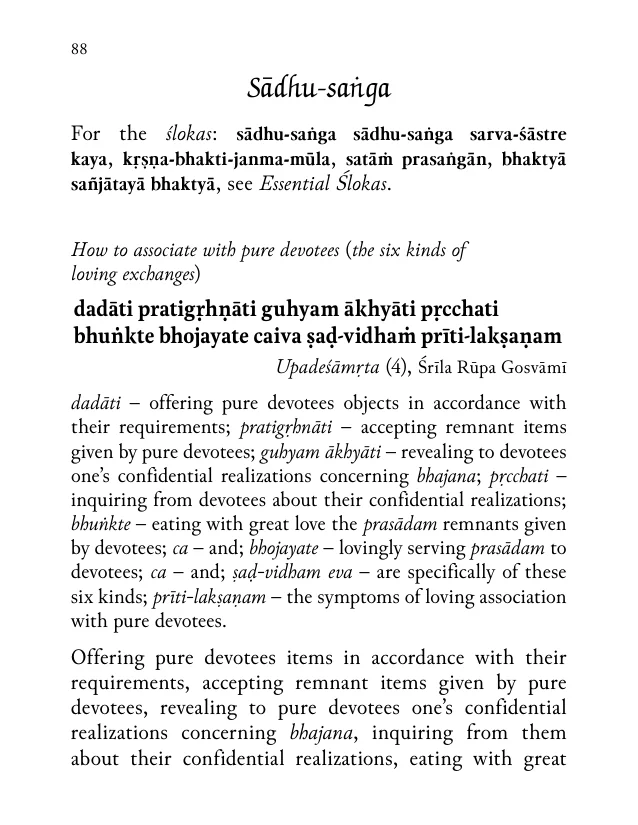 88
Sādhu-saṅga
For the ślokas: sādhu-saṅga sādhu-saṅga sarva-śāstre
kaya, kṛṣṇa-bhakti-janma-mūla, satāṁ prasaṅgān, bhaktyā
sañjātayā bhaktyā, see Essential Ślokas.
How to associate with pure devotees (the six kinds of
loving exchanges)
dadāti pratigṛhṇāti guhyam ākhyāti pṛcchati
bhuṅkte bhojayate caiva ṣaḍ-vidhaṁ prīti-lakṣaṇam
Upadeśāmṛta (4), Śrīla Rūpa Gosvāmī
dadāti – offering pure devotees objects in accordance with
their requirements; pratigṛhnāti – accepting remnant items
given by pure devotees; guhyam ākhyāti – revealing to devotees
one’s confidential realizations concerning bhajana; pṛcchati –
inquiring from devotees about their confidential realizations;
bhuṅkte – eating with great love the prasādam remnants given
by devotees; ca – and; bhojayate – lovingly serving prasādam to
devotees; ca – and; ṣaḍ-vidham eva – are specifically of these
six kinds; prīti-lakṣaṇam – the symptoms of loving association
with pure devotees.
Offering pure devotees items in accordance with their
requirements, accepting remnant items given by pure
devotees, revealing to pure devotees one’s confidential
realizations concerning bhajana, inquiring from them
about their confidential realizations, eating with great